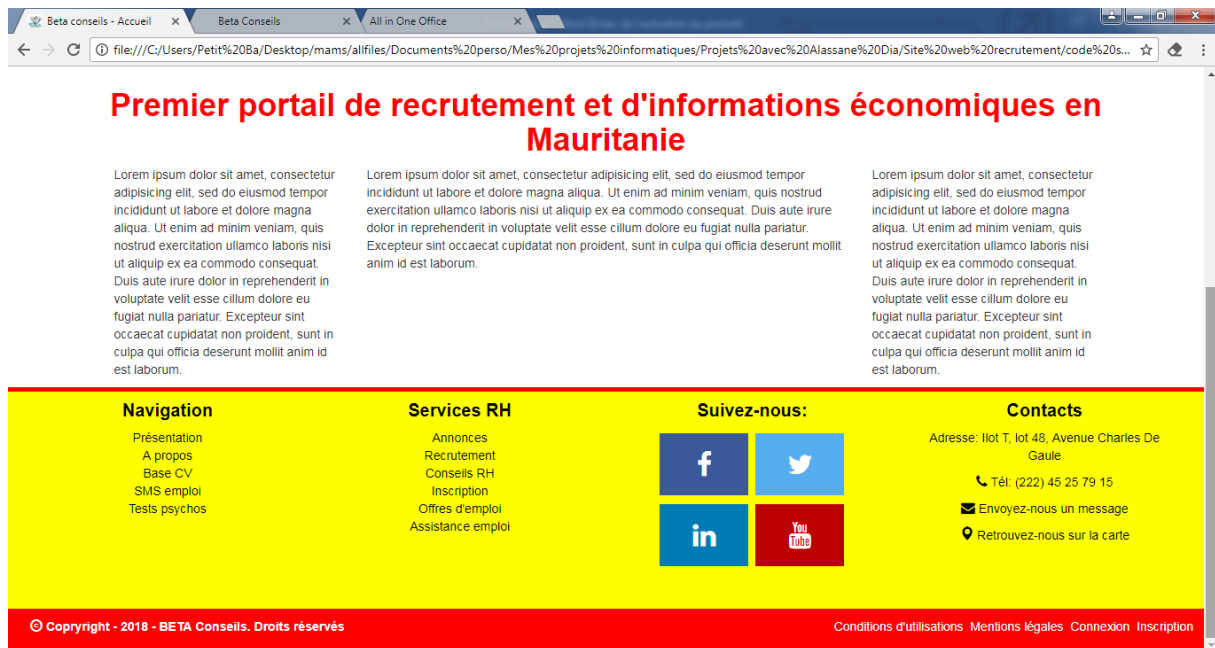 Beta conseils - Accueil
Beta Conseils
All in One Office
file:///C:/Users/Petit%20Ba/Desktop/mams/allfiles/Documents%20perso/Mes%20projets%20informatiques/Projets%20avec%20Alassane%20Dia/Site%20web%20recrutement/code%20s...
Premier portail de recrutement et d'informations économiques en
Mauritanie
Lorem ipsum dolor sit amet, consectetur
adipisicing elit, sed do eiusmod tempor
incididunt ut labore et dolore magna
aliqua. Ut enim ad minim veniam, quis
nostrud exercitation ullamco laboris nisi
ut aliquip ex ea commodo consequat.
Duis aute irure dolor in reprehenderit in
voluptate velit esse cillum dolore eu
fugiat nulla pariatur. Excepteur sint
occaecat cupidatat non proident, sunt in
culpa qui officia deserunt mollit anim id
est laborum.
Lorem ipsum dolor sit amet, consectetur adipisicing elit, sed do eiusmod tempor
incididunt ut labore et dolore magna aliqua. Ut enim ad minim veniam, quis nostrud
exercitation ullamco laboris nisi ut aliquip ex ea commodo consequat. Duis aute irure
dolor in reprehenderit in voluptate velit esse cillum dolore eu fugiat nulla pariatur.
Excepteur sint occaecat cupidatat non proident, sunt in culpa qui officia deserunt mollit
anim id est laborum.
Lorem ipsum dolor sit amet, consectetur
adipisicing elit, sed do eiusmod tempor
incididunt ut labore et dolore magna
aliqua. Ut enim ad minim veniam, quis
nostrud exercitation ullamco laboris nisi
ut aliquip ex ea commodo consequat.
Duis aute irure dolor in reprehenderit in
voluptate velit esse cillum dolore eu
fugiat nulla pariatur. Excepteur sint
occaecat cupidatat non proident, sunt in
culpa qui officia deserunt mollit anim id
est laborum.
Navigation
Présentation
A propos
Base CV
SMS emploi
Tests psychos
Services RH
Annonces
Recrutement
Conseils RH
Inscription
Offres d'emploi
Assistance emploi
Suivez-nous:
f
in
You
Tube
Contacts
Adresse: Ilot T, lot 48, Avenue Charles De
Gaule
Tél: (222) 45 25 79 15
Envoyez-nous un message
Retrouvez-nous sur la carte
© Copryright - 2018 - BETA Conseils. Droits réservés
Conditions d'utilisations Mentions légales Connexion Inscription